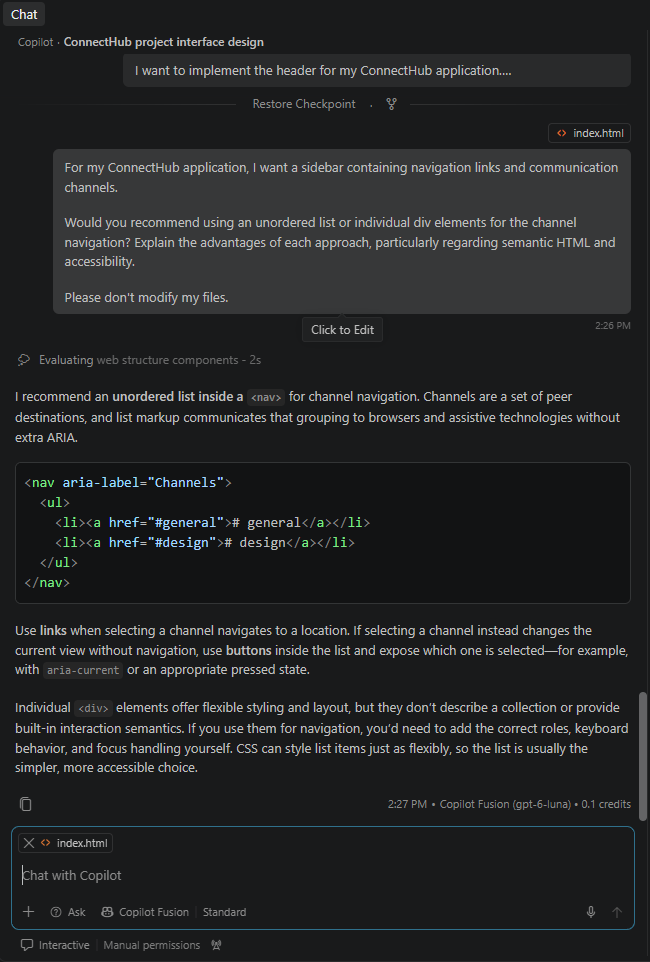 Chat
Copilot · ConnectHub project interface design
I want to implement the header for my ConnectHub application....
Restore Checkpoint ·
index.html
For my ConnectHub application, I want a sidebar containing navigation links and communication
channels.
Would you recommend using an unordered list or individual div elements for the channel
navigation? Explain the advantages of each approach, particularly regarding semantic HTML and
accessibility.
Please don't modify my files.
Click to Edit
2:26 PM
Evaluating web structure components - 2s
I recommend an unordered list inside a <nav> for channel navigation. Channels are a set of peer
destinations, and list markup communicates that grouping to browsers and assistive technologies without
extra ARIA.
<nav aria-label="Channels">
  <ul>
    <li><a href="#general"># general</a></li>
    <li><a href="#design"># design</a></li>
  </ul>
</nav>
Use links when selecting a channel navigates to a location. If selecting a channel instead changes the
current view without navigation, use buttons inside the list and expose which one is selected—for example,
with aria-current or an appropriate pressed state.
Individual <div> elements offer flexible styling and layout, but they don't describe a collection or provide
built-in interaction semantics. If you use them for navigation, you'd need to add the correct roles, keyboard
behavior, and focus handling yourself. CSS can style list items just as flexibly, so the list is usually the
simpler, more accessible choice.
2:27 PM • Copilot Fusion (gpt-6-luna) • 0.1 credits
index.html
Chat with Copilot
Ask Copilot Fusion Standard
Interactive Manual permissions